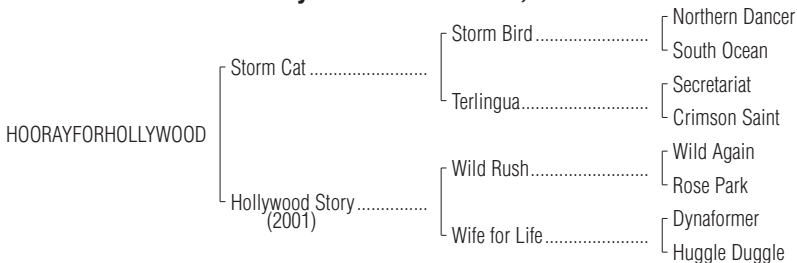 Northern Dancer
Storm Bird
South Ocean
Storm Cat
Secretariat
Terlingua
Crimson Saint
HOORAYFORHOLLYWOOD
Wild Again
Wild Rush
Rose Park
Hollywood Story
(2001)
Dynaformer
Wife for Life
Huggle Duggle